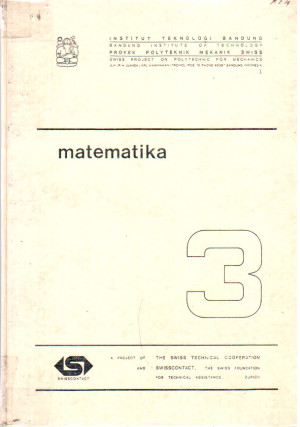 INSTITUT TEKNOLOGI BANDUNG
BANDUNG INSTITUTE OF TECHNOLOGY
PROYEK POLYTEKNIK MEKANIK SWISS
SWISS PROJECT ON POLYTECHNIC FOR MECHANICS
BANDUNG
matematika
3
A PROJECT OF THE SWISS TECHNICAL COOPERATION
AND SWISSCONTACT, THE SWISS FOUNDATION
FOR TECHNICAL ASSISTANCE, ZURICH
SWISSCONTACT